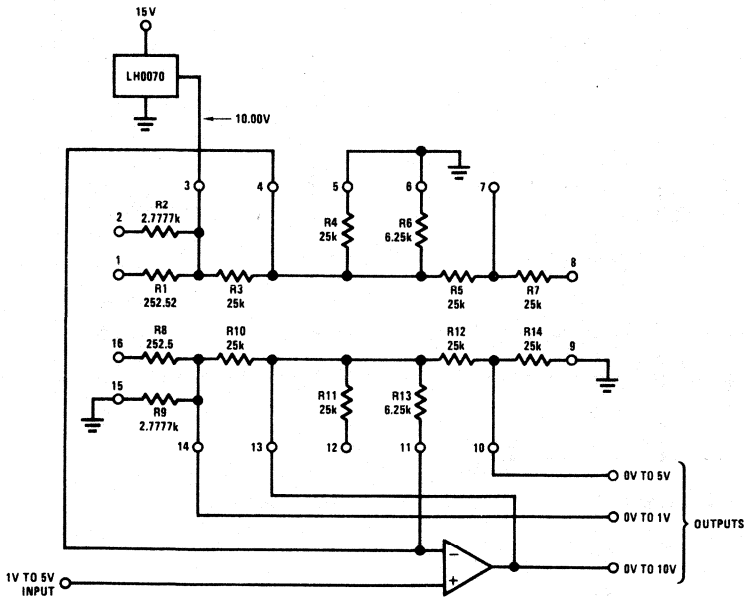 15V
LH0070
10.00V
3
4
5
6
7
R2
2.7777k
2
R4
25k
R6
6.25k
1
8
R1
252.52
R3
25k
R5
25k
R7
25k
16
R8
252.5
R10
25k
R12
25k
R14
25k
9
15
R9
2.7777k
R11
25k
R13
6.25k
14
13
12
11
10
0V TO 5V
0V TO 1V
OUTPUTS
0V TO 10V
−
+
1V TO 5V
INPUT